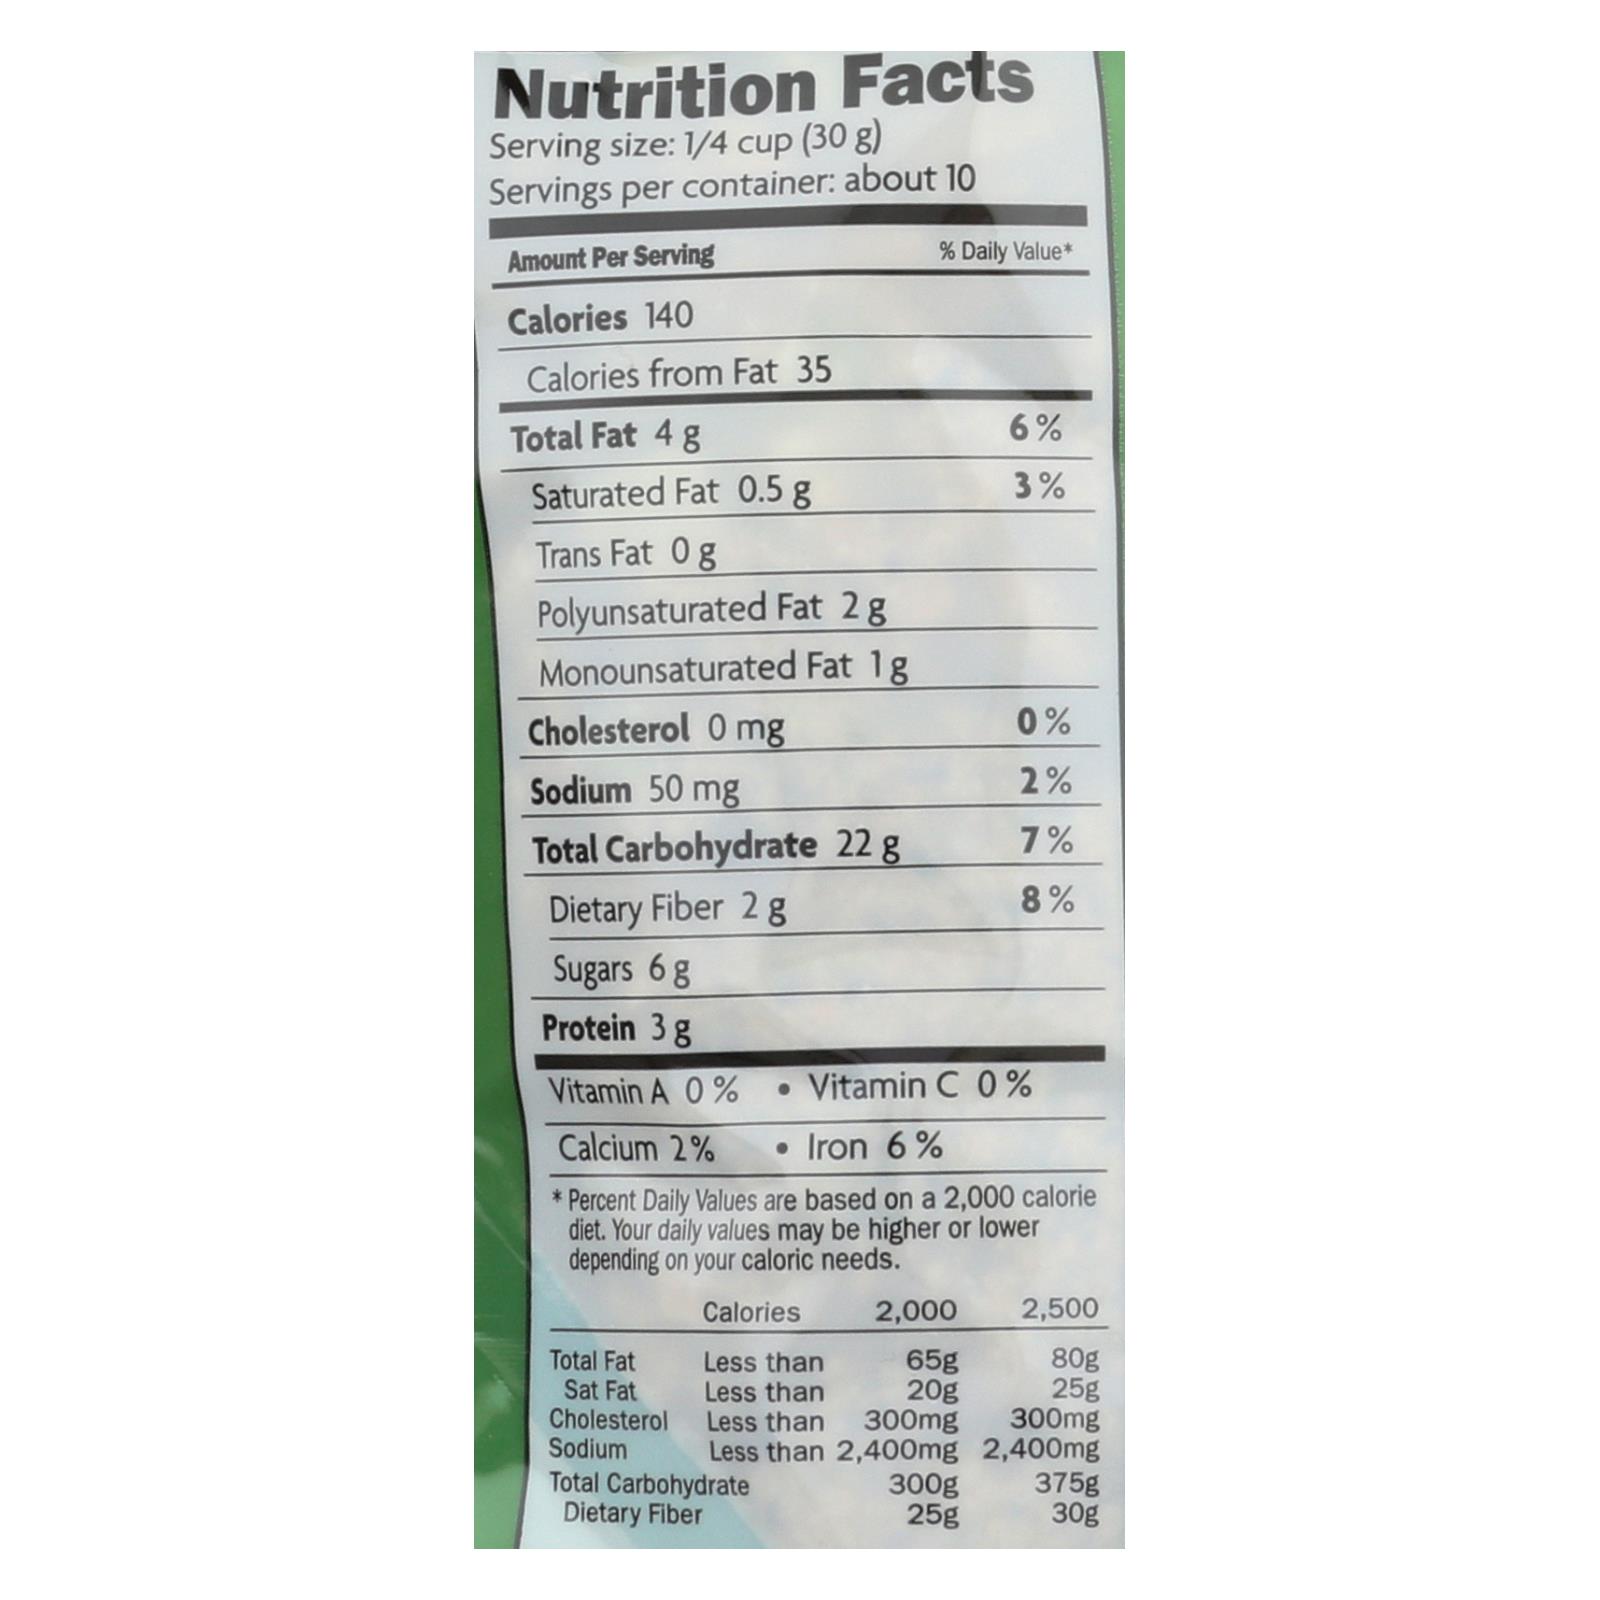 Nutrition Facts
Serving size: 1/4 cup (30 g)
Servings per container: about 10
Amount Per Serving % Daily Value*
Calories 140
Calories from Fat 35
Total Fat 4 g 6 %
Saturated Fat 0.5 g 3 %
Trans Fat 0 g
Polyunsaturated Fat 2 g
Monounsaturated Fat 1 g
Cholesterol 0 mg 0 %
Sodium 50 mg 2 %
Total Carbohydrate 22 g 7 %
Dietary Fiber 2 g 8 %
Sugars 6 g
Protein 3 g
Vitamin A 0 % • Vitamin C 0 %
Calcium 2 % • Iron 6 %
* Percent Daily Values are based on a 2,000 calorie
diet. Your daily values may be higher or lower
depending on your caloric needs.
Calories 2,000 2,500
Total Fat Less than 65g 80g
Sat Fat Less than 20g 25g
Cholesterol Less than 300mg 300mg
Sodium Less than 2,400mg 2,400mg
Total Carbohydrate 300g 375g
Dietary Fiber 25g 30g